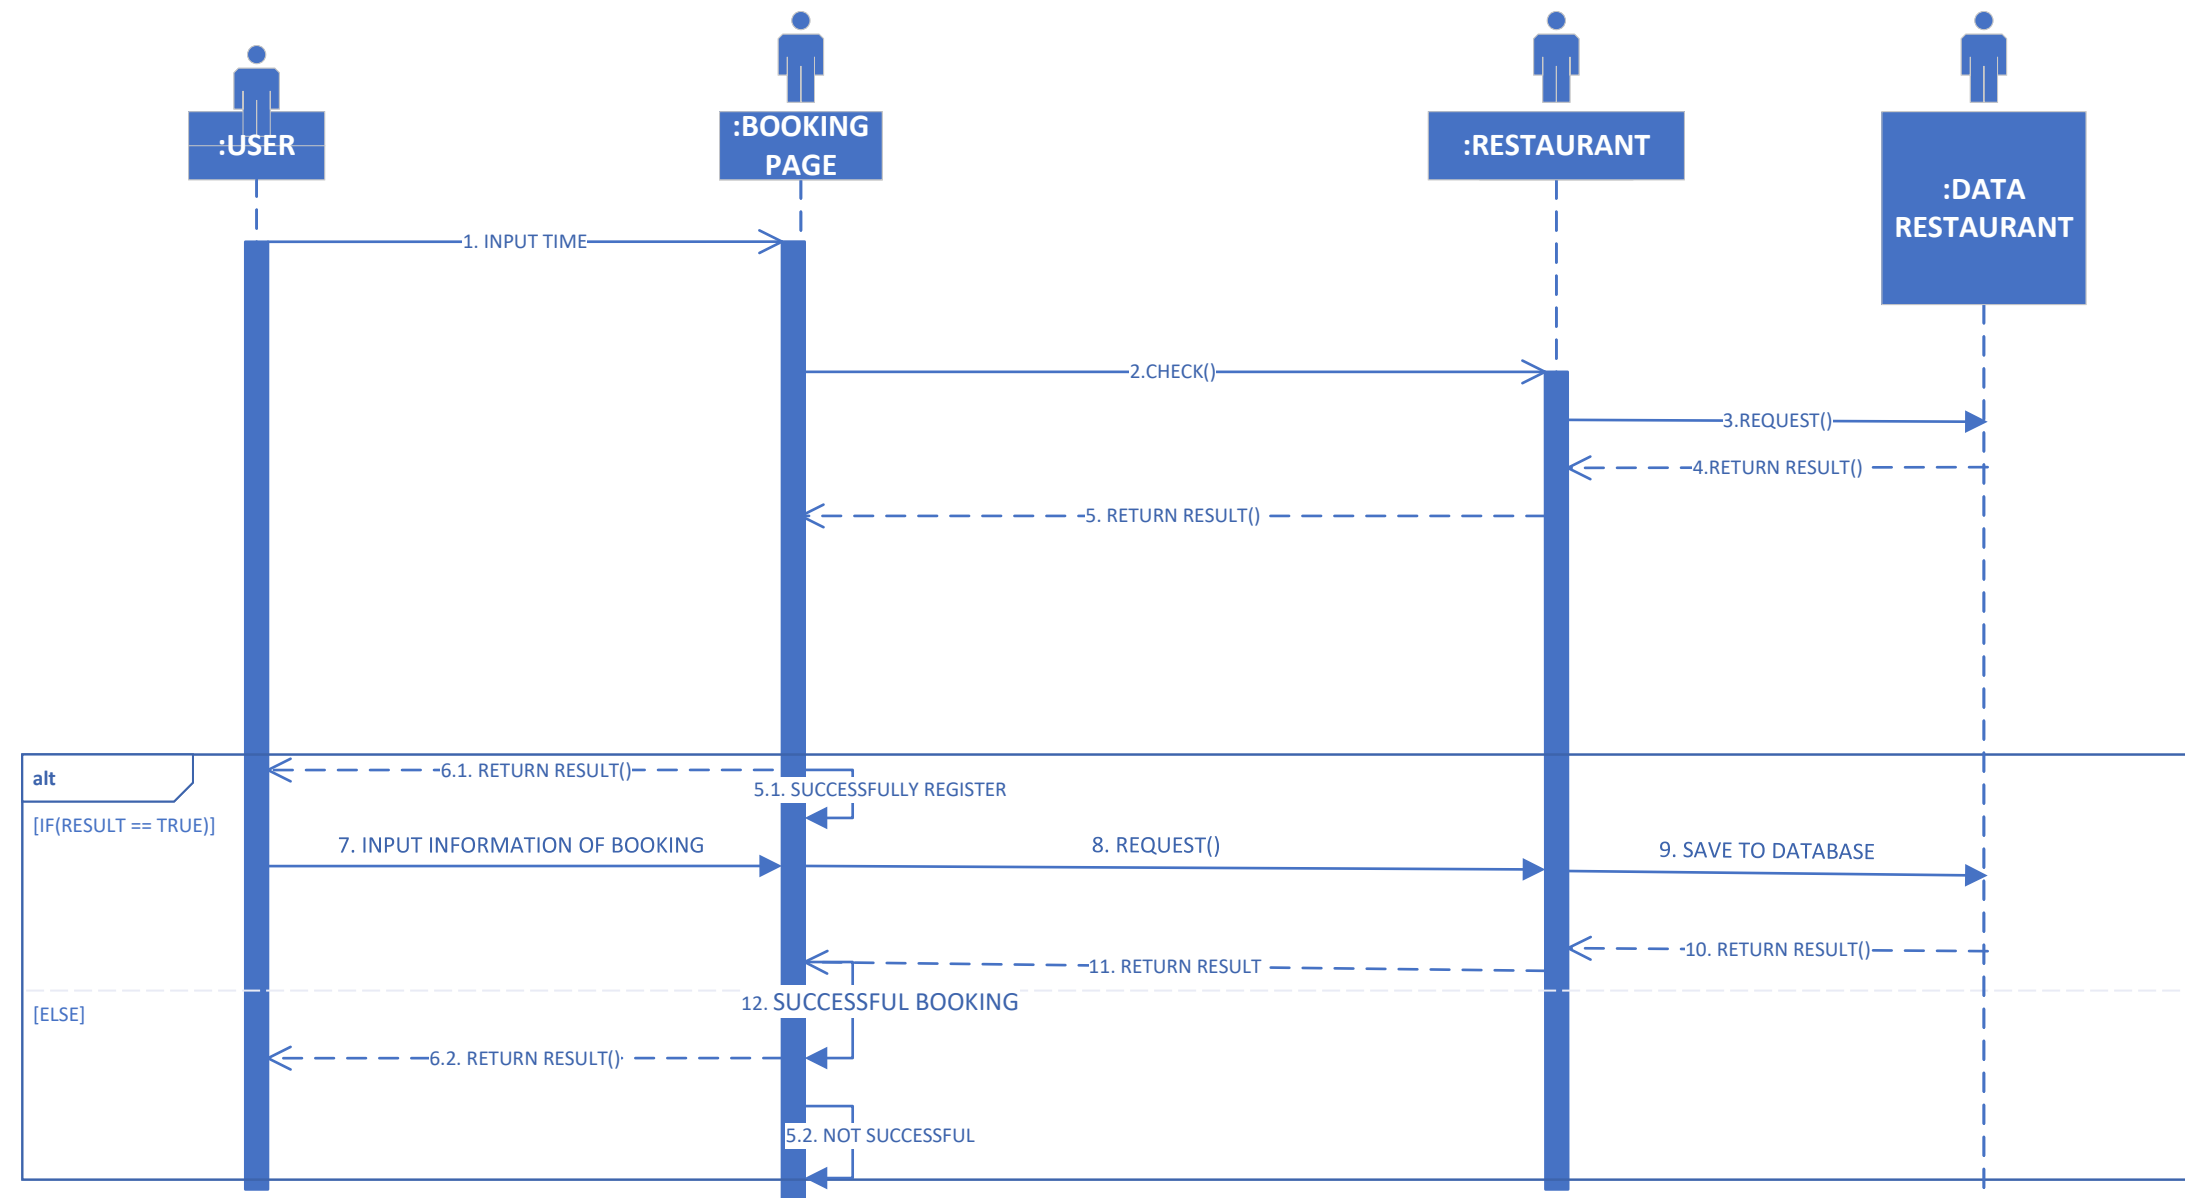 :USER
:BOOKING
PAGE
:RESTAURANT
:DATA
RESTAURANT
1. INPUT TIME
2.CHECK()
3.REQUEST()
4.RETURN RESULT()
5. RETURN RESULT()
alt
6.1. RETURN RESULT()
5.1. SUCCESSFULLY REGISTER
[IF(RESULT == TRUE)]
7. INPUT INFORMATION OF BOOKING
8. REQUEST()
9. SAVE TO DATABASE
10. RETURN RESULT()
11. RETURN RESULT
12. SUCCESSFUL BOOKING
[ELSE]
6.2. RETURN RESULT()
5.2. NOT SUCCESSFUL